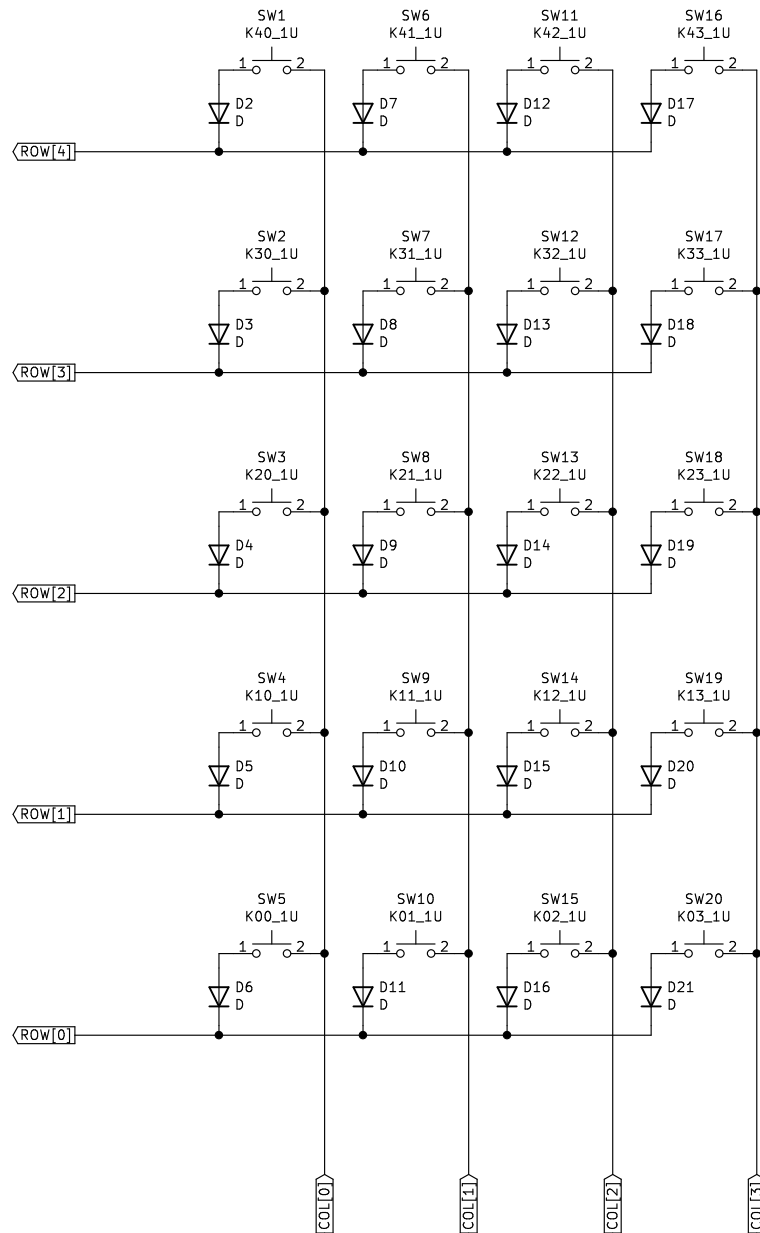 SW1 SW6 SW11 SW16
K40_1U K41_1U K42_1U K43_1U
1 2 1 2 1 2 1 2
D2 D7 D12 D17
D D D D
ROW[4]
SW2 SW7 SW12 SW17
K30_1U K31_1U K32_1U K33_1U
1 2 1 2 1 2 1 2
D3 D8 D13 D18
D D D D
ROW[3]
SW3 SW8 SW13 SW18
K20_1U K21_1U K22_1U K23_1U
1 2 1 2 1 2 1 2
D4 D9 D14 D19
D D D D
ROW[2]
SW4 SW9 SW14 SW19
K10_1U K11_1U K12_1U K13_1U
1 2 1 2 1 2 1 2
D5 D10 D15 D20
D D D D
ROW[1]
SW5 SW10 SW15 SW20
K00_1U K01_1U K02_1U K03_1U
1 2 1 2 1 2 1 2
D6 D11 D16 D21
D D D D
ROW[0]
COL[0] COL[1] COL[2] COL[3]